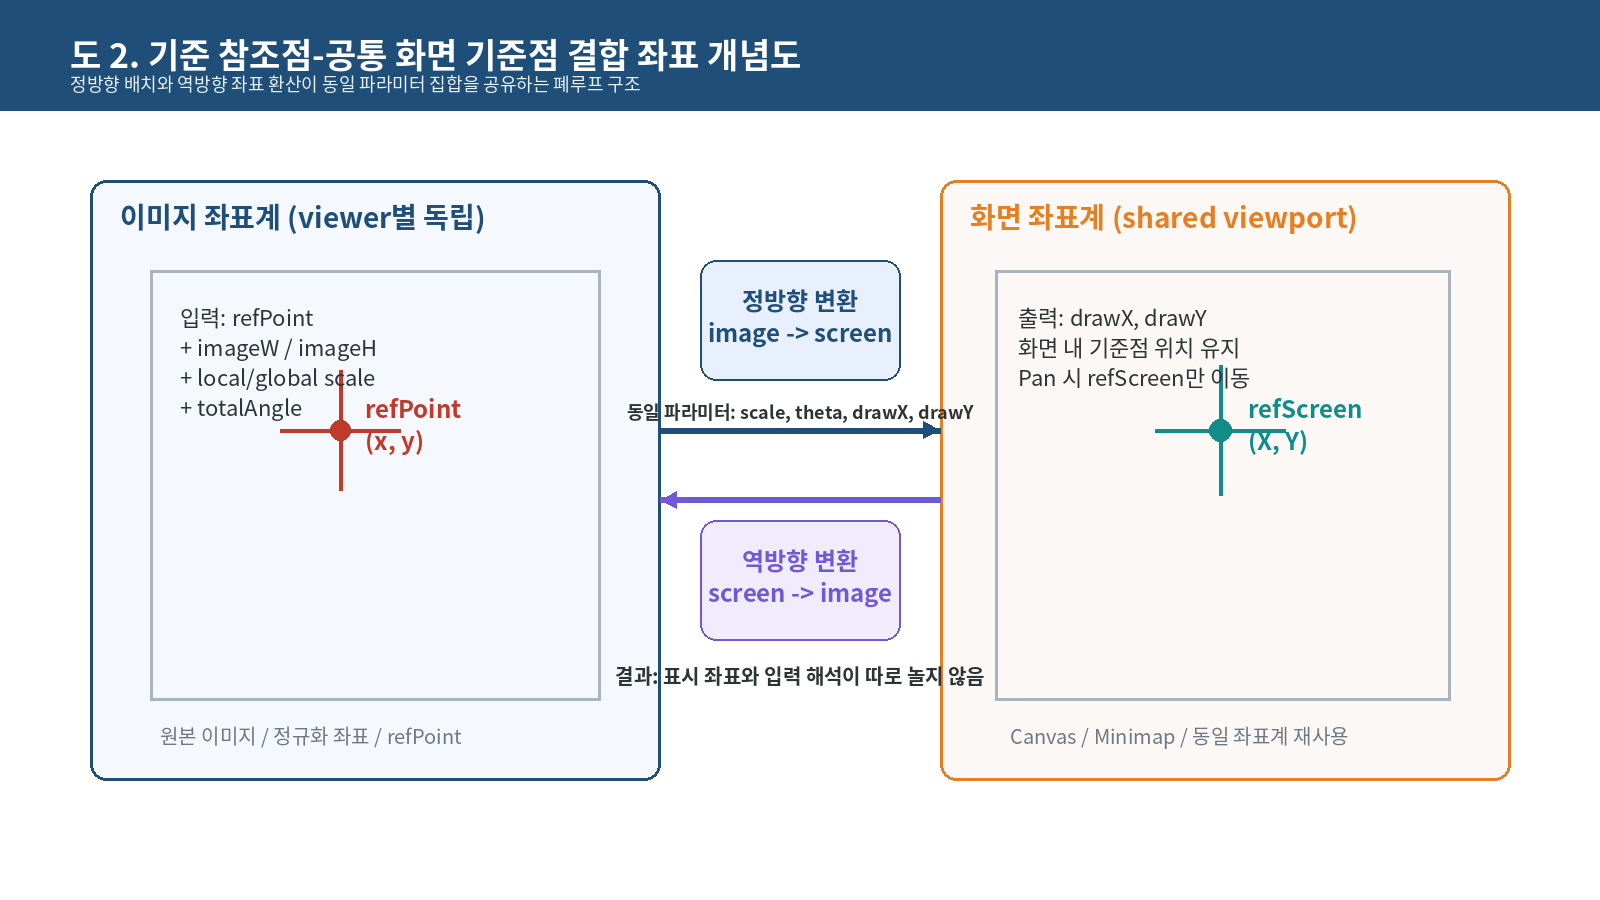 도 2. 기준 참조점-공통 화면 기준점 결합 좌표 개념도
정방향 배치와 역방향 좌표 환산이 동일 파라미터 집합을 공유하는 폐루프 구조
이미지 좌표계 (viewer별 독립)
입력: refPoint
+ imageW / imageH
+ local/global scale
+ totalAngle
refPoint
(x, y)
원본 이미지 / 정규화 좌표 / refPoint
정방향 변환
image -> screen
동일 파라미터: scale, theta, drawX, drawY
역방향 변환
screen -> image
결과: 표시 좌표와 입력 해석이 따로 놀지 않음
화면 좌표계 (shared viewport)
출력: drawX, drawY
화면 내 기준점 위치 유지
Pan 시 refScreen만 이동
refScreen
(X, Y)
Canvas / Minimap / 동일 좌표계 재사용